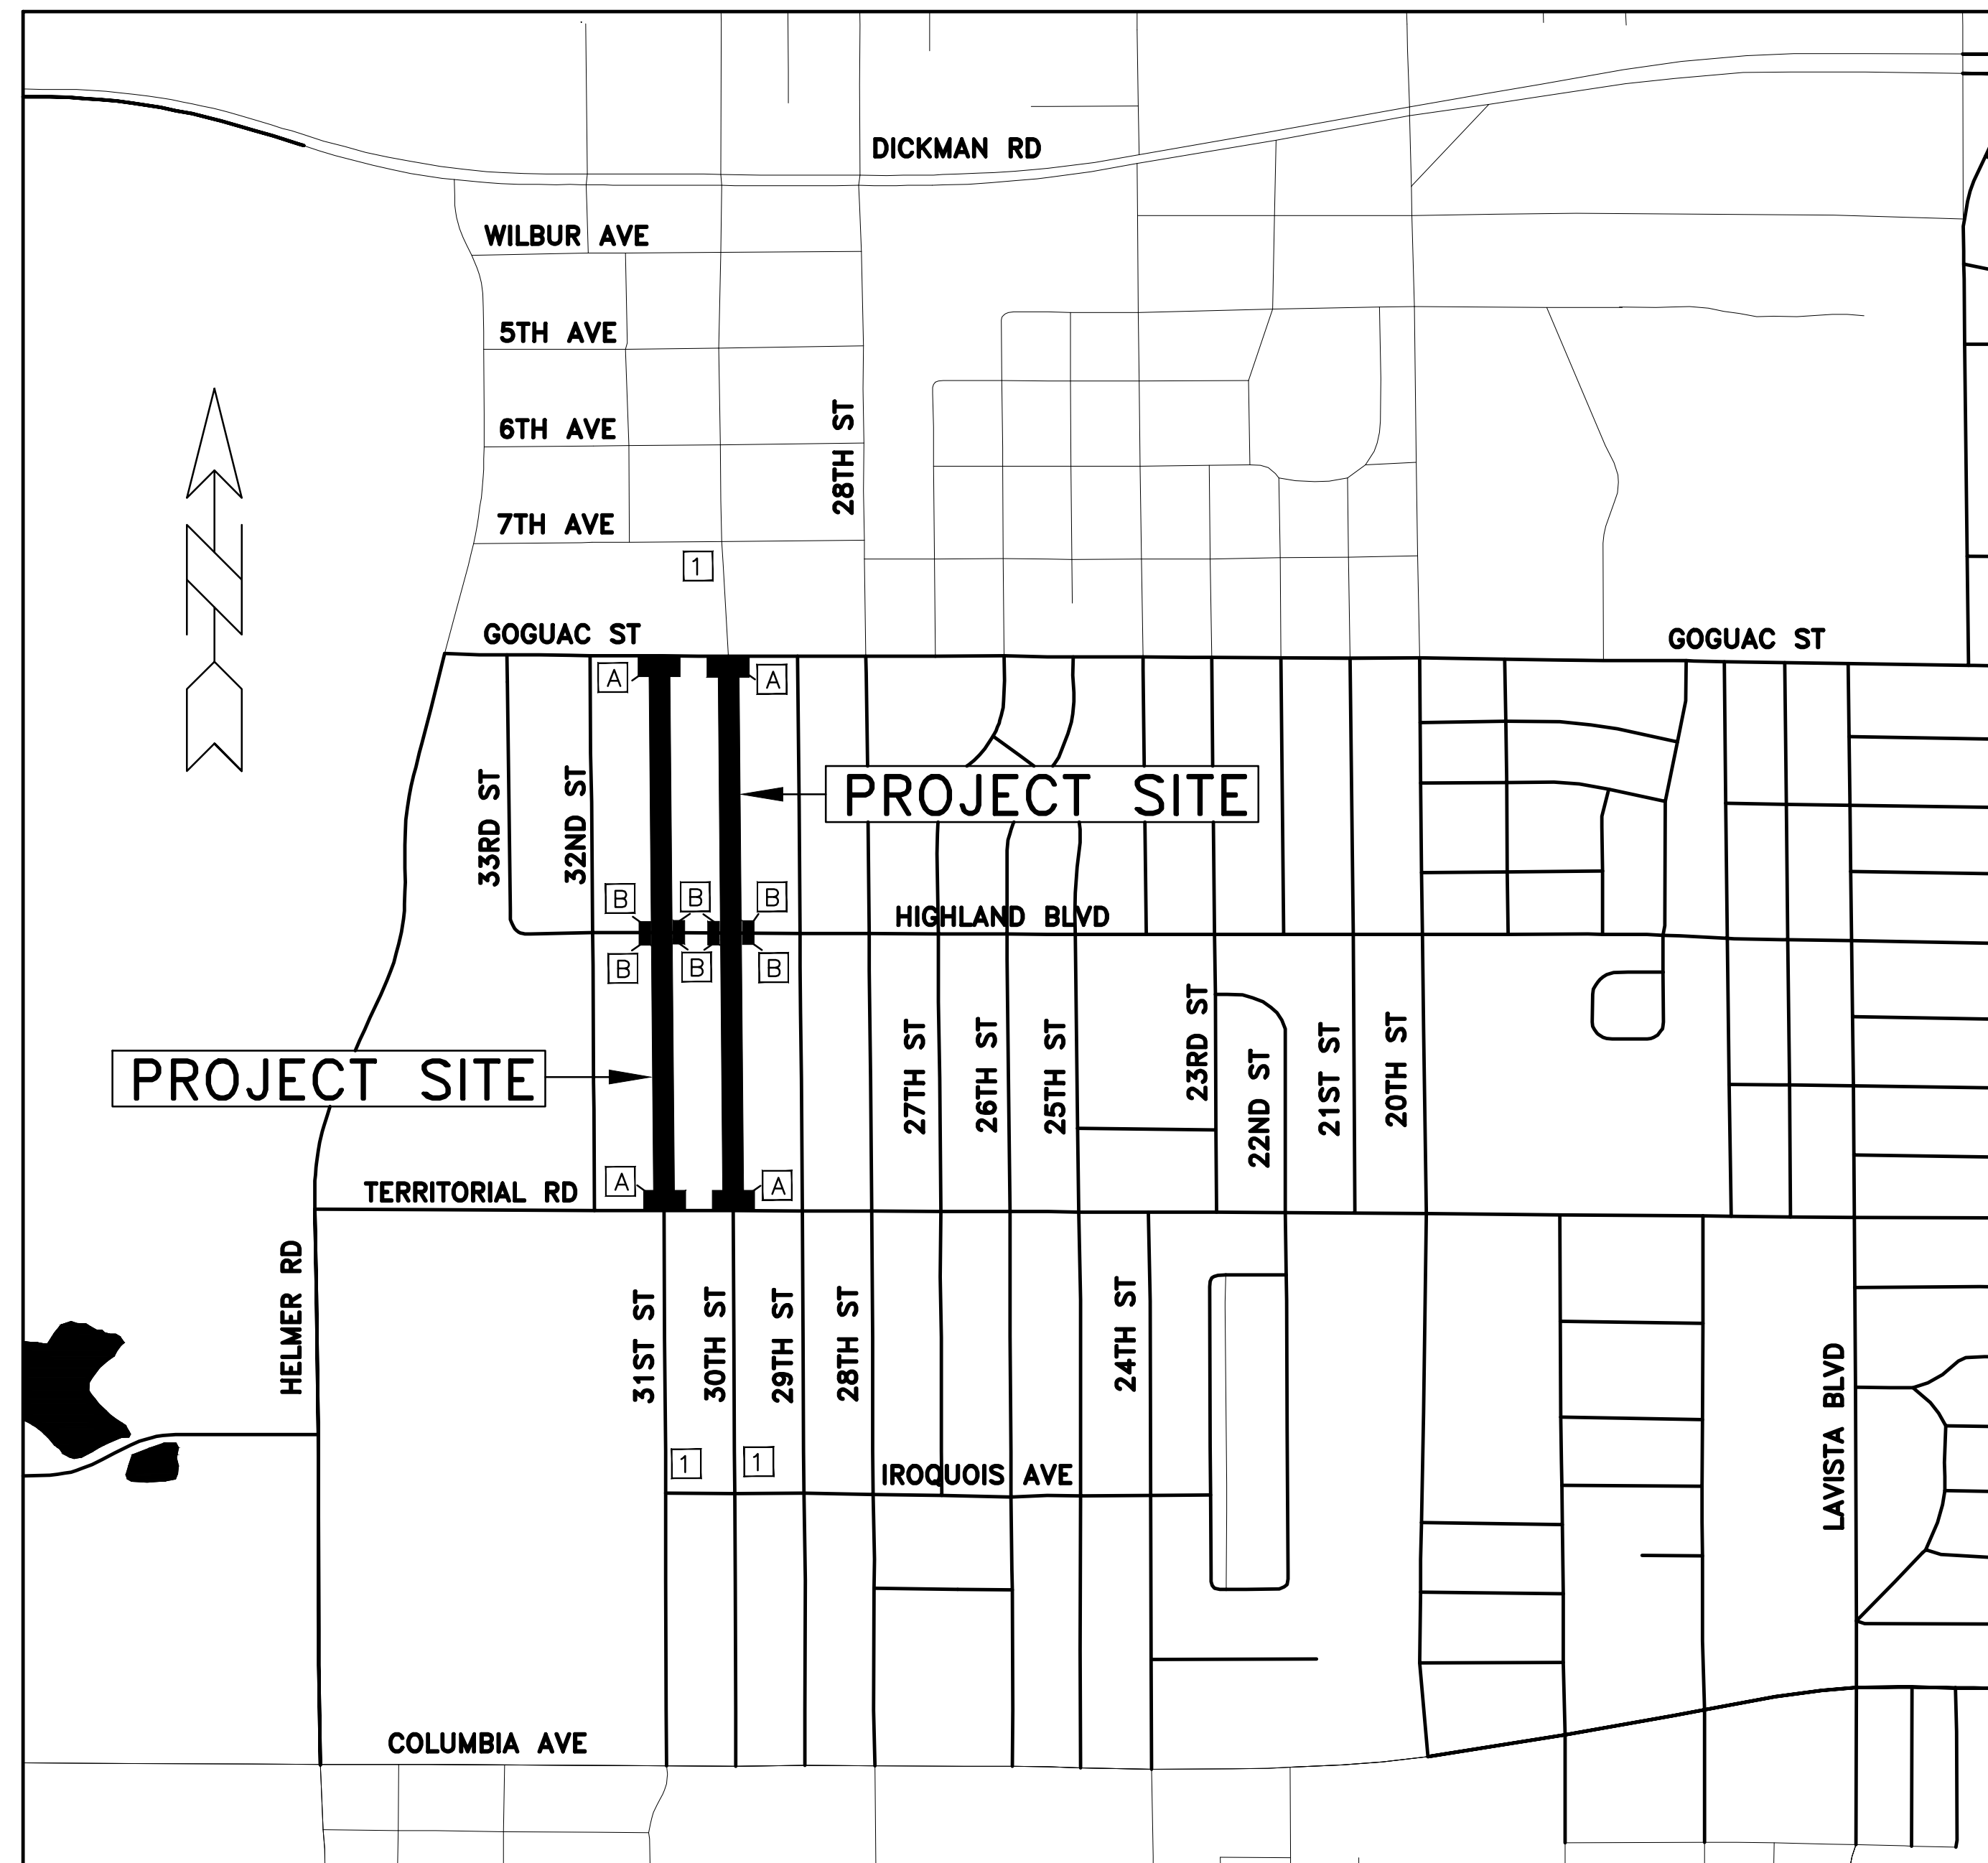 DICKMAN RD
WILBUR AVE
5TH AVE
6TH AVE
28TH ST
7TH AVE
1
GOGUAC ST
GOGUAC ST
A
A
33RD ST
32ND ST
PROJECT SITE
B
B
B
HIGHLAND BLVD
B
B
B
PROJECT SITE
27TH ST
26TH ST
25TH ST
23RD ST
22ND ST
21ST ST
20TH ST
A
A
TERRITORIAL RD
HELMER RD
31ST ST
30TH ST
29TH ST
28TH ST
24TH ST
LAVISTA BLVD
1
1
IROQUOIS AVE
COLUMBIA AVE
N